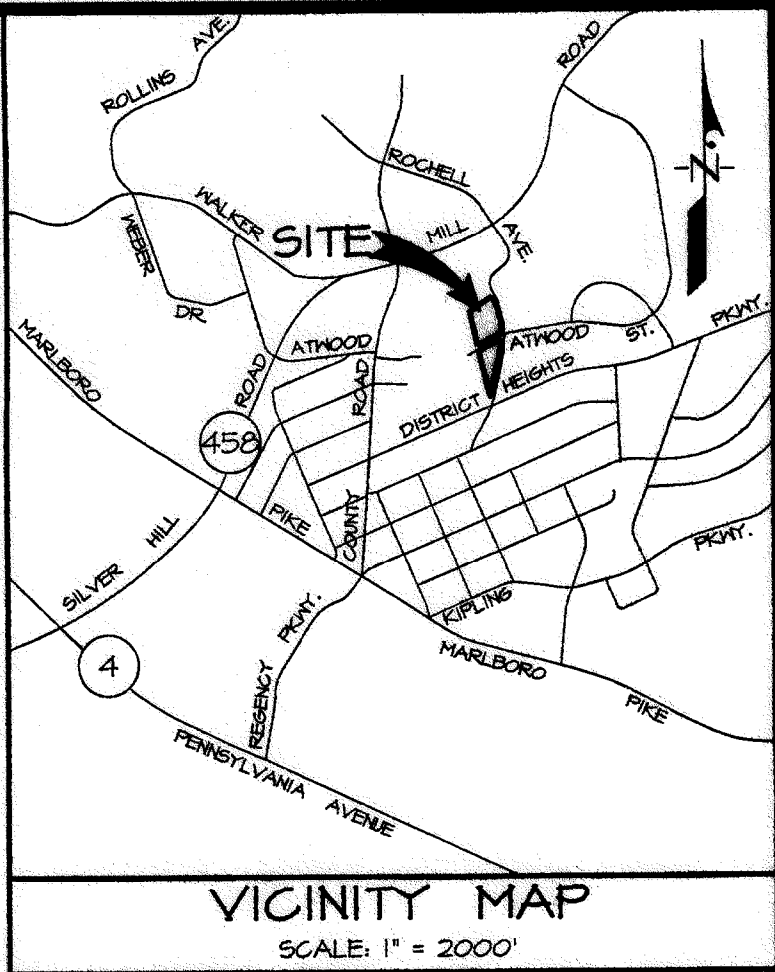 ROLLINS AVE.
ROAD
ROCHELL AVE.
WALKER MILL
SITE
WEBER DR
N
MARLBORO
ATWOOD
ROAD
ROAD
ATWOOD ST.
PKWY.
DISTRICT HEIGHTS
458
PIKE
COUNTY
SILVER HILL
PKWY.
KIPLING
4
REGENCY PKWY.
MARLBORO
PIKE
PENNSYLVANIA AVENUE
VICINITY MAP
SCALE: 1" = 2000'